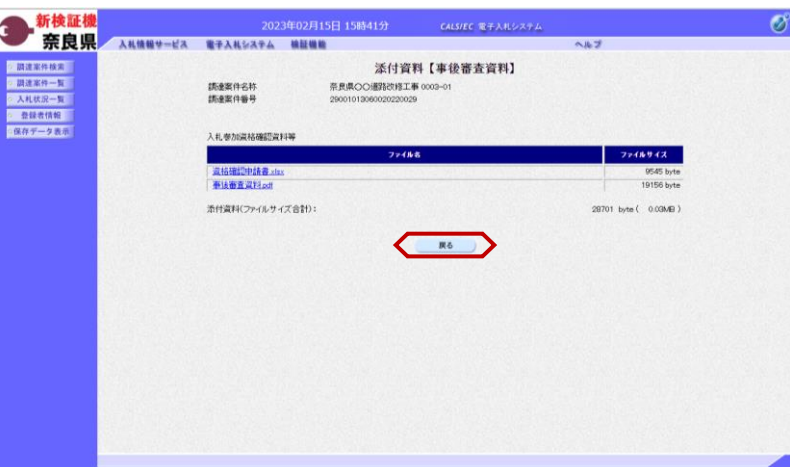 新検証機
奈良県
2023年02月15日 15時41分
CALS/EC 電子入札システム
入札情報サービス 電子入札システム 検証機能 ヘルプ
調達案件検索
調達案件一覧
入札状況一覧
登録者情報
保存データ表示
添付資料【事後審査資料】
調達案件名称 奈良県〇〇道路改修工事 0003-01
調達案件番号 29001013060020220029
入札参加資格確認資料等
ファイル名 ファイルサイズ
資格確認申請書.xlsx 9545 byte
事後審査資料.pdf 19156 byte
添付資料(ファイルサイズ合計): 28701 byte ( 0.03MB )
戻る